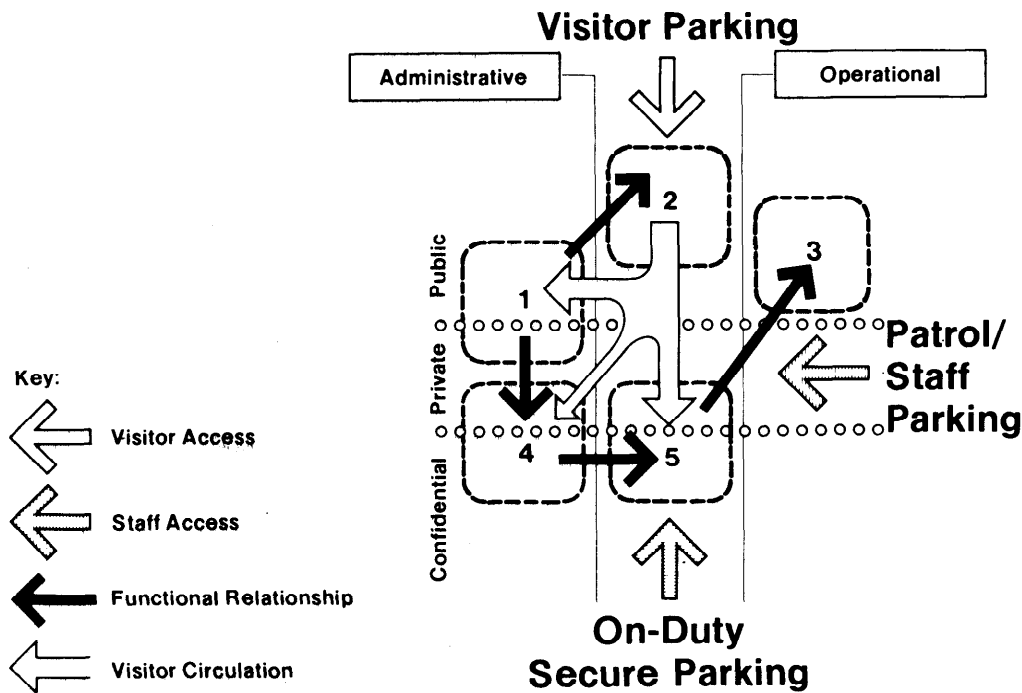 Visitor Parking
Administrative
Operational
2
3
1
Public
Private
Confidential
4
5
Patrol/
Staff
Parking
Key:
Visitor Access
Staff Access
Functional Relationship
Visitor Circulation
On-Duty
Secure Parking